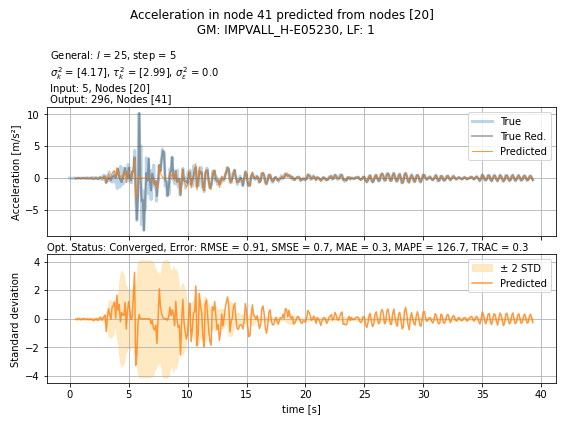 Acceleration in node 41 predicted from nodes [20]
GM: IMPVALL_H-E05230, LF: 1
General: l = 25, step = 5
σ²ₖ = [4.17], τ²ₖ = [2.99], σ²ε = 0.0
Input: 5, Nodes [20]
Output: 296, Nodes [41]
Acceleration [m/s²]
10
5
0
−5
True
True Red.
Predicted
Opt. Status: Converged, Error: RMSE = 0.91, SMSE = 0.7, MAE = 0.3, MAPE = 126.7, TRAC = 0.3
Standard deviation
4
2
0
−2
−4
± 2 STD
Predicted
0 5 10 15 20 25 30 35 40
time [s]